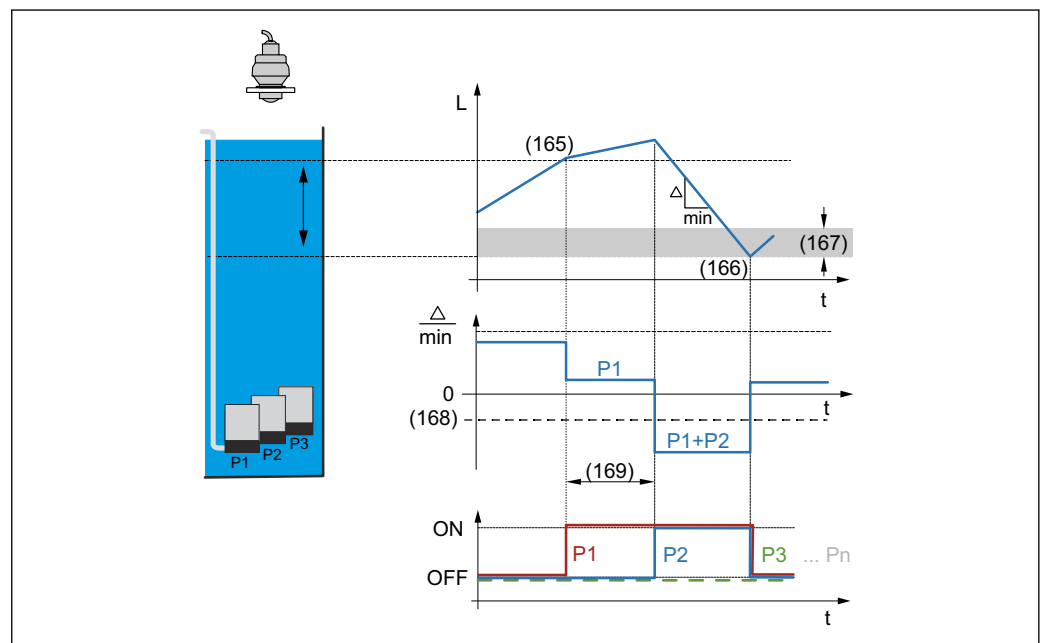 L
(165)
Δ
min
(167)
(166)
t
Δ
min
P1
0
t
(168)
P1+P2
(169)
P1
P2
P3
ON
P1
P2
P3
... Pn
OFF
t